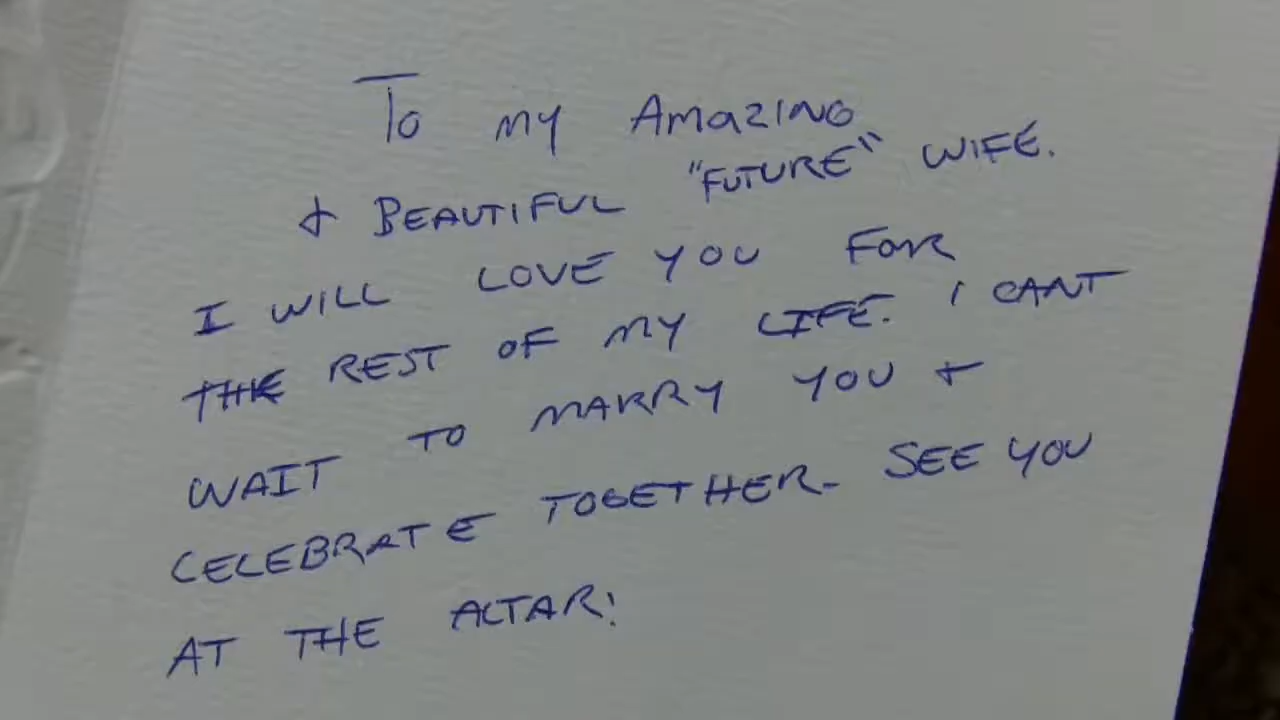 To my Amazing
& BEAUTIFUL "FUTURE" WIFE.
I WILL LOVE YOU FOR
THE REST OF MY LIFE. I CANT
WAIT TO MARRY YOU &
CELEBRATE TOGETHER. SEE YOU
AT THE ALTAR!